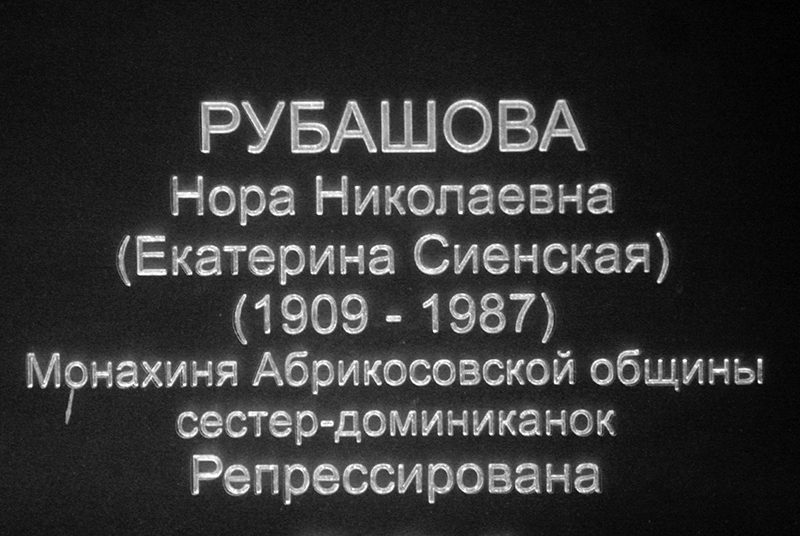 РУБАШОВА
Нора Николаевна
(Екатерина Сиенская)
(1909 - 1987)
Монахиня Абрикосовской общины
сестер-доминиканок
Репрессирована